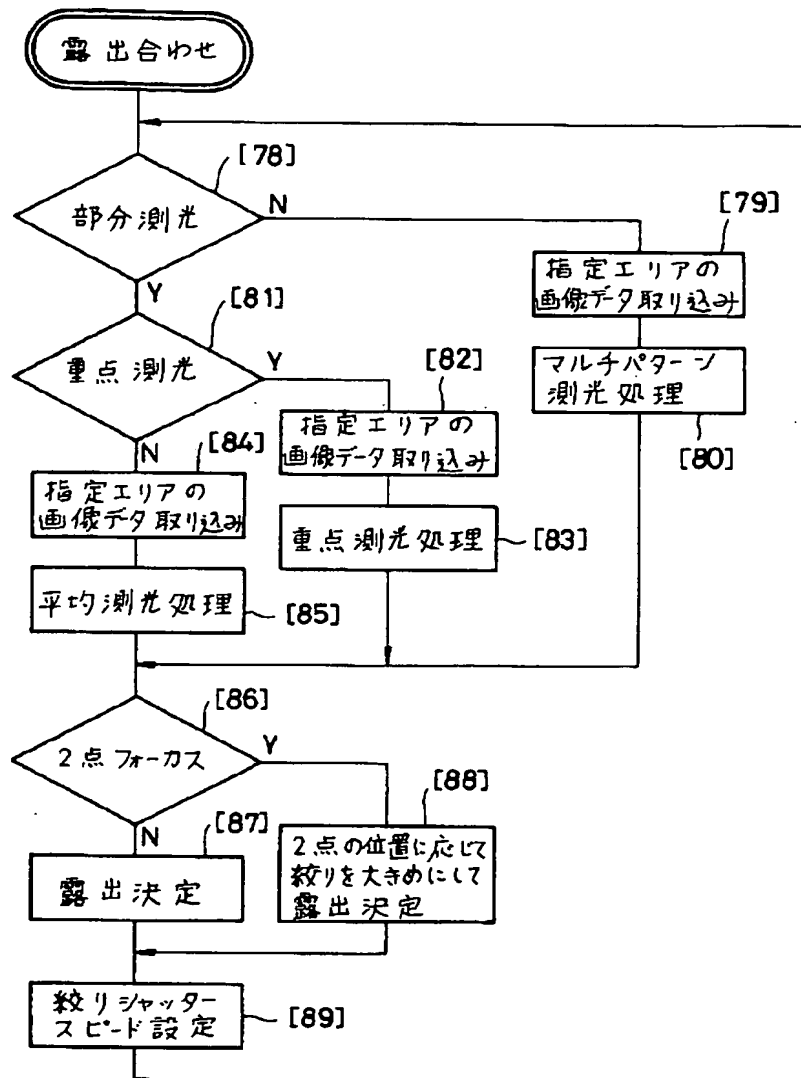 露出合わせ
[78]
部分測光
N
[79]
指定エリアの
画像データ取り込み
Y
[81]
重点測光
Y
マルチパターン
測光処理
[80]
[82]
指定エリアの
画像データ取り込み
N
[84]
指定エリアの
画像データ取り込み
重点測光処理
[83]
平均測光処理
[85]
[86]
2点フォーカス
Y
[88]
N
[87]
2点の位置に応じて
絞りを大きめにして
露出決定
露出決定
絞りシャッター
スピード設定
[89]